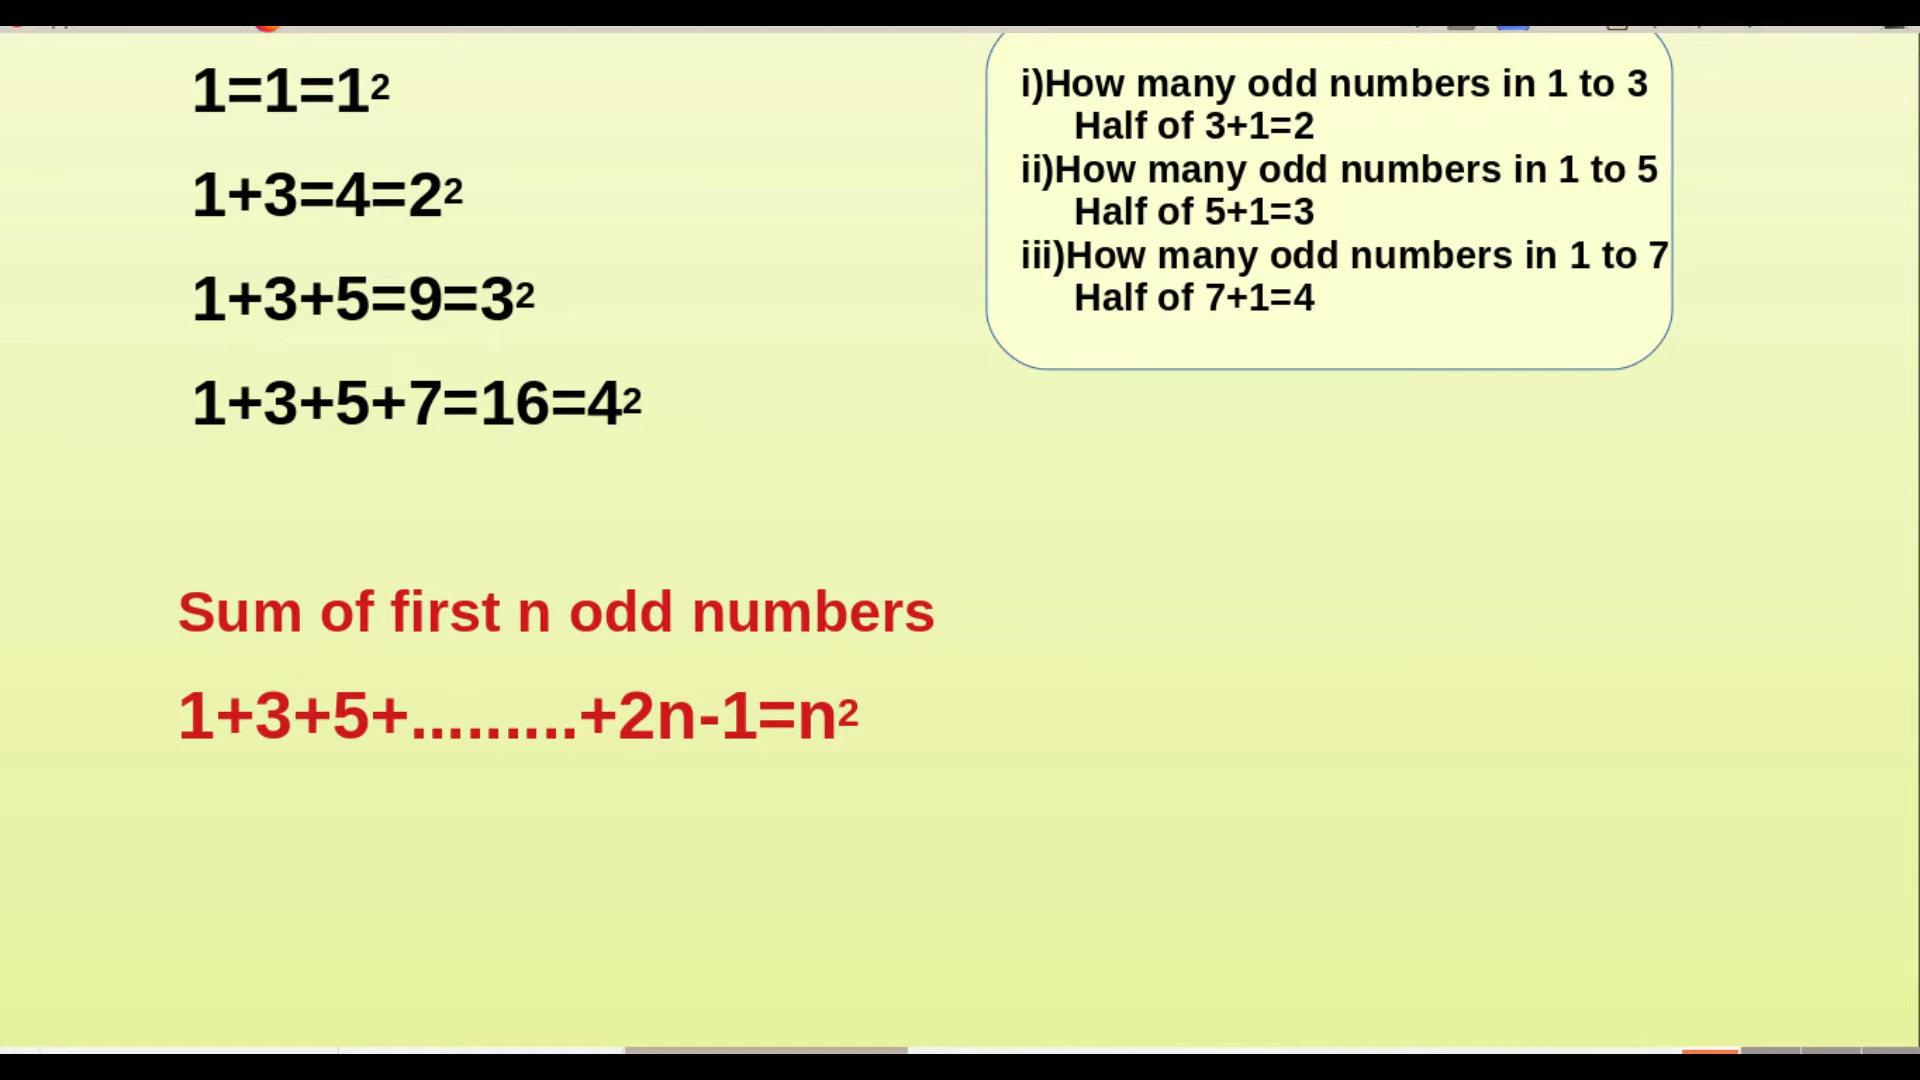 1=1=1²
1+3=4=2²
1+3+5=9=3²
1+3+5+7=16=4²
Sum of first n odd numbers
1+3+5+.........+2n-1=n²
i)How many odd numbers in 1 to 3
Half of 3+1=2
ii)How many odd numbers in 1 to 5
Half of 5+1=3
iii)How many odd numbers in 1 to 7
Half of 7+1=4